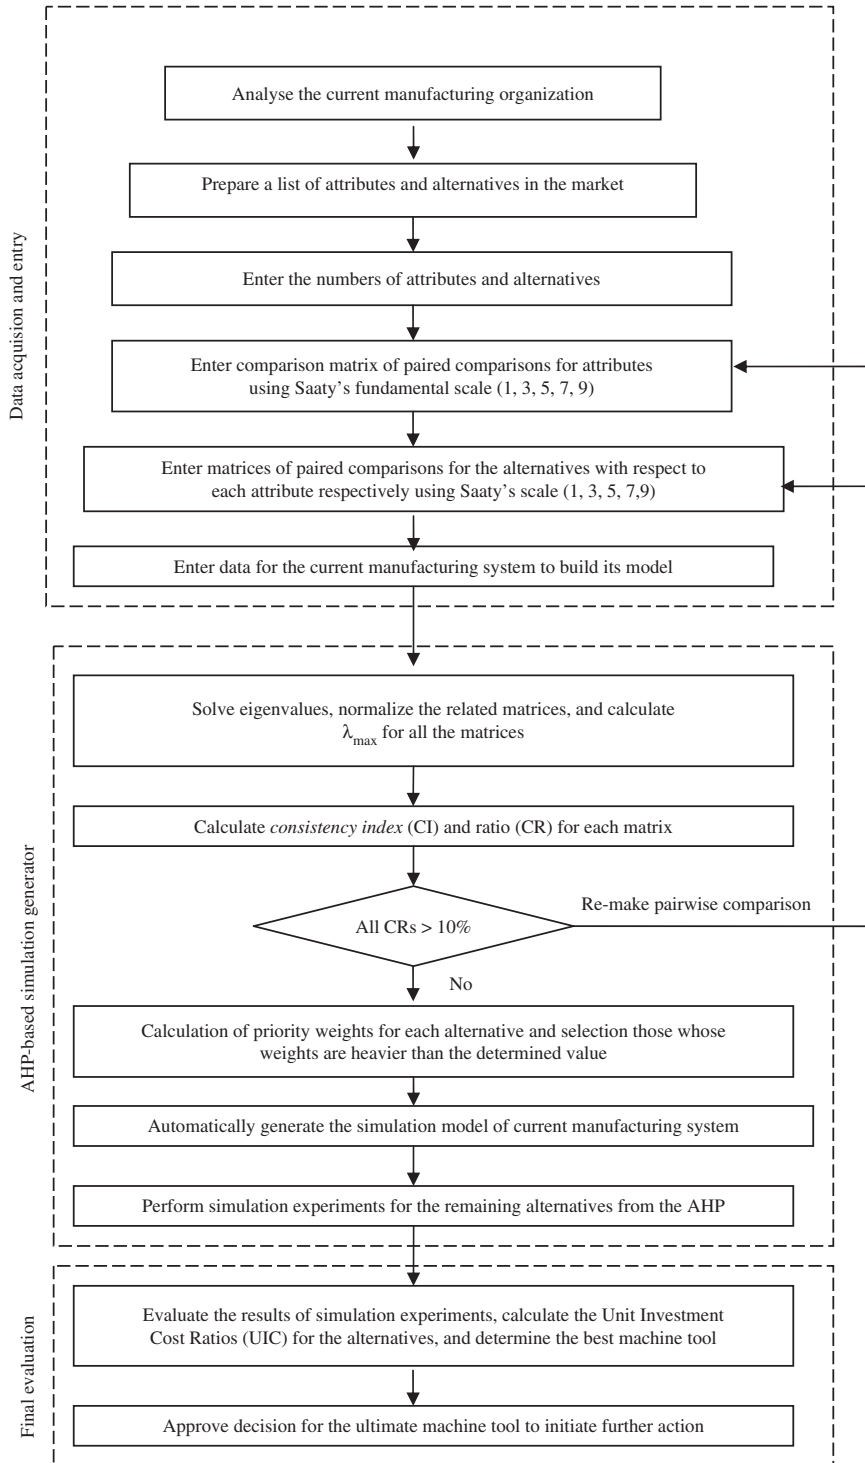 Data acquision and entry
Analyse the current manufacturing organization
Prepare a list of attributes and alternatives in the market
Enter the numbers of attributes and alternatives
Enter comparison matrix of paired comparisons for attributes
using Saaty’s fundamental scale (1, 3, 5, 7, 9)
Enter matrices of paired comparisons for the alternatives with respect to
each attribute respectively using Saaty’s scale (1, 3, 5, 7,9)
Enter data for the current manufacturing system to build its model
AHP-based simulation generator
Solve eigenvalues, normalize the related matrices, and calculate
λmax for all the matrices
Calculate consistency index (CI) and ratio (CR) for each matrix
All CRs > 10%
Re-make pairwise comparison
No
Calculation of priority weights for each alternative and selection those whose
weights are heavier than the determined value
Automatically generate the simulation model of current manufacturing system
Perform simulation experiments for the remaining alternatives from the AHP
Final evaluation
Evaluate the results of simulation experiments, calculate the Unit Investment
Cost Ratios (UIC) for the alternatives, and determine the best machine tool
Approve decision for the ultimate machine tool to initiate further action